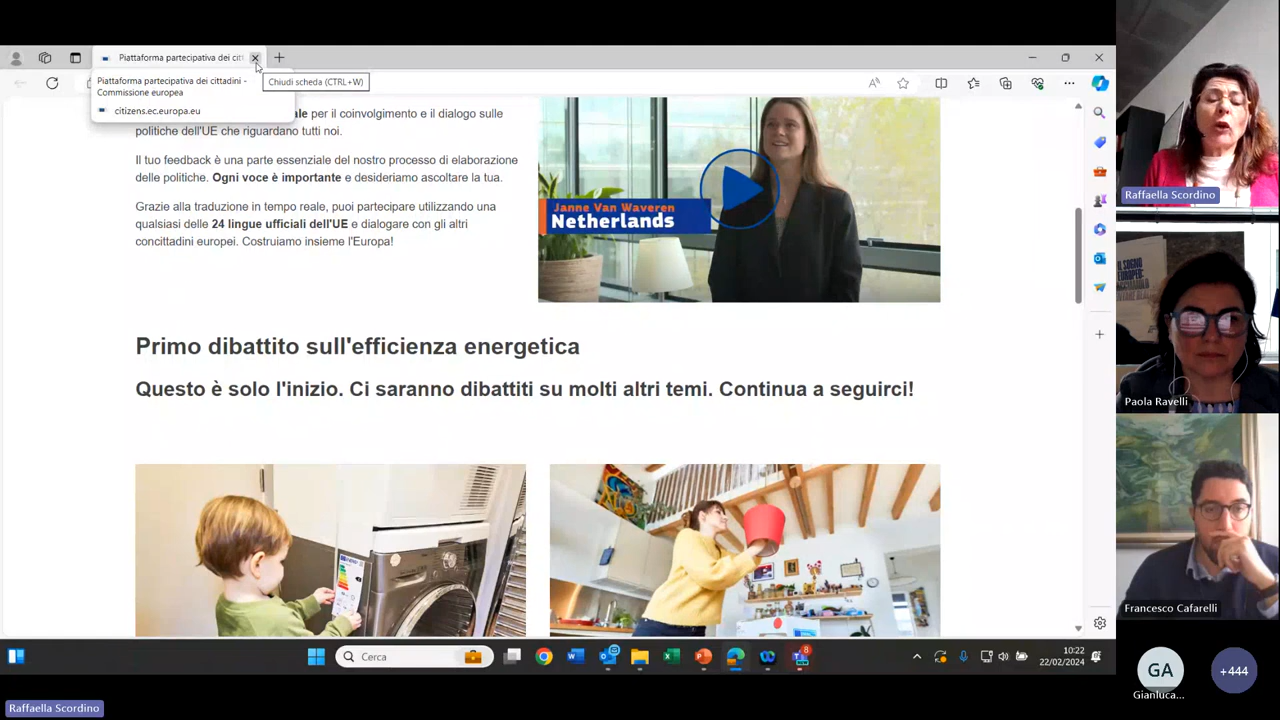 Piattaforma partecipativa dei citt
Piattaforma partecipativa dei cittadini -
Commissione europea
citizens.ec.europa.eu
Chiudi scheda (CTRL+W)
ale per il coinvolgimento e il dialogo sulle
politiche dell'UE che riguardano tutti noi.
Il tuo feedback è una parte essenziale del nostro processo di elaborazione
delle politiche. Ogni voce è importante e desideriamo ascoltare la tua.
Grazie alla traduzione in tempo reale, puoi partecipare utilizzando una
qualsiasi delle 24 lingue ufficiali dell'UE e dialogare con gli altri
concittadini europei. Costruiamo insieme l'Europa!
Janne Van Waveren
Netherlands
Primo dibattito sull'efficienza energetica
Questo è solo l'inizio. Ci saranno dibattiti su molti altri temi. Continua a seguirci!
Cerca
8
10:22
22/02/2024
Raffaella Scordino
Raffaella Scordino
IL SOGNO
EUROPEO:
Paola Ravelli
Francesco Cafarelli
GA
Gianluca...
+444